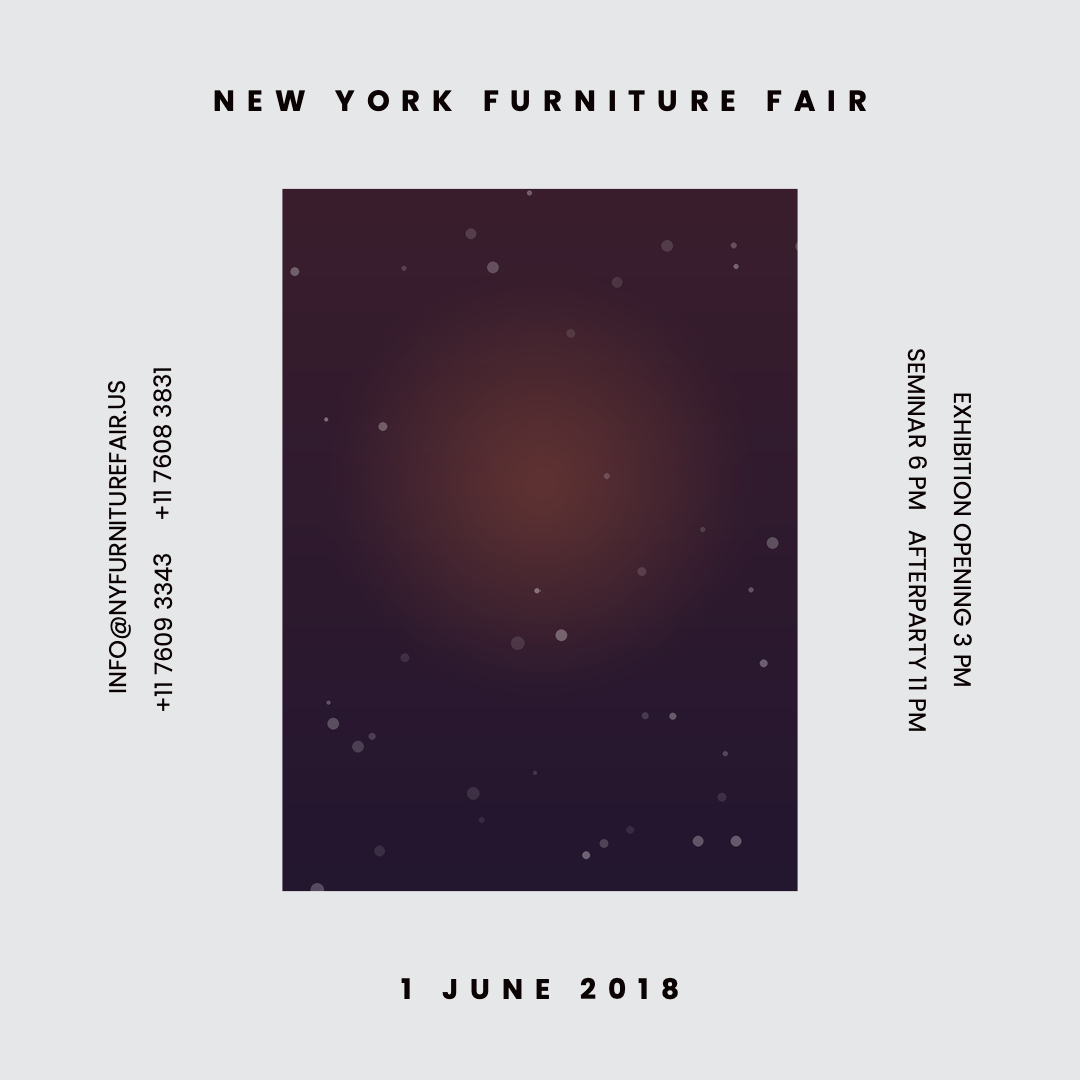 NEW YORK FURNITURE FAIR
INFO@NYFURNITUREFAIR.US
+11 7609 3343 +11 7608 3831
EXHIBITION OPENING 3 PM
SEMINAR 6 PM AFTERPARTY 11 PM
1 JUNE 2018